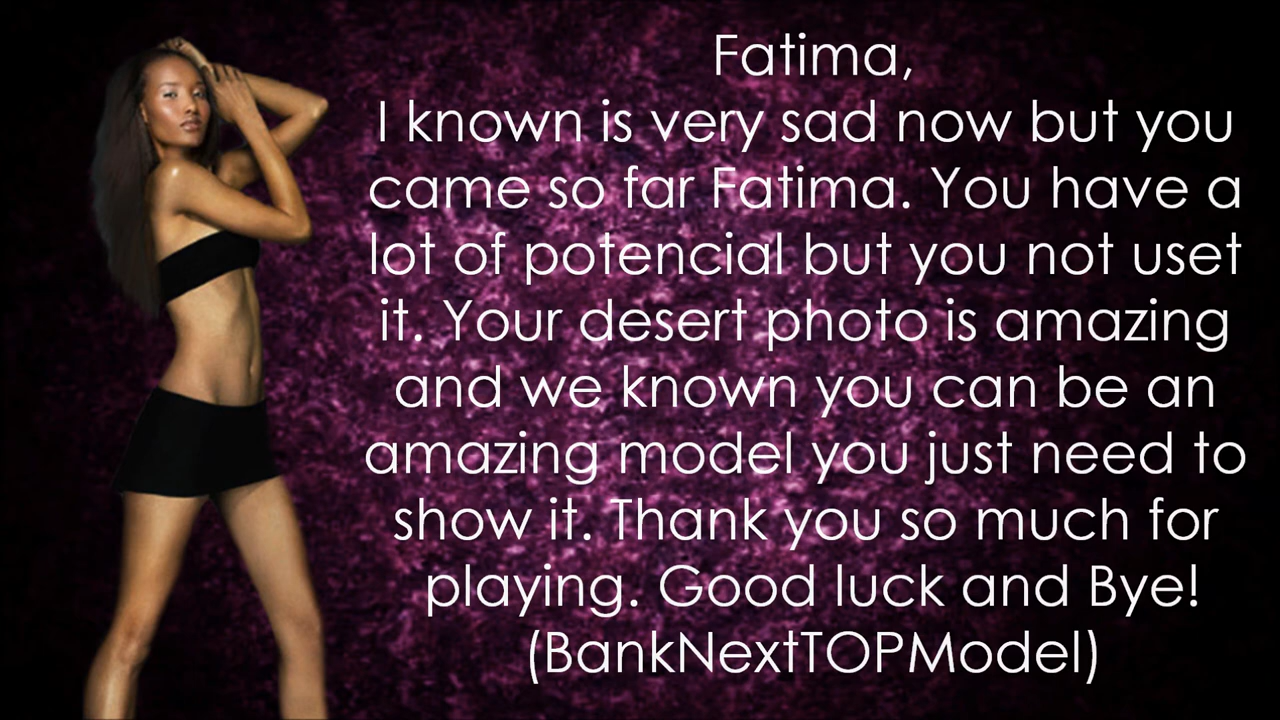 Fatima,
I known is very sad now but you
came so far Fatima. You have a
lot of potencial but you not uset
it. Your desert photo is amazing
and we known you can be an
amazing model you just need to
show it. Thank you so much for
playing. Good luck and Bye!
(BankNextTOPModel)